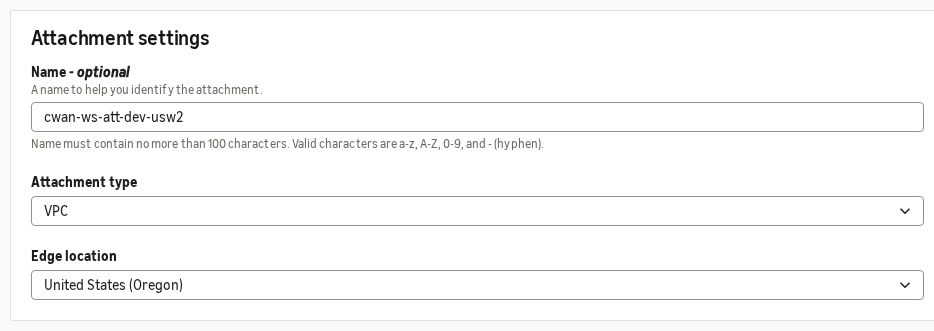 Attachment settings
Name - optional
A name to help you identify the attachment.
cwan-ws-att-dev-usw2
Name must contain no more than 100 characters. Valid characters are a-z, A-Z, 0-9, and - (hyphen).
Attachment type
VPC
Edge location
United States (Oregon)